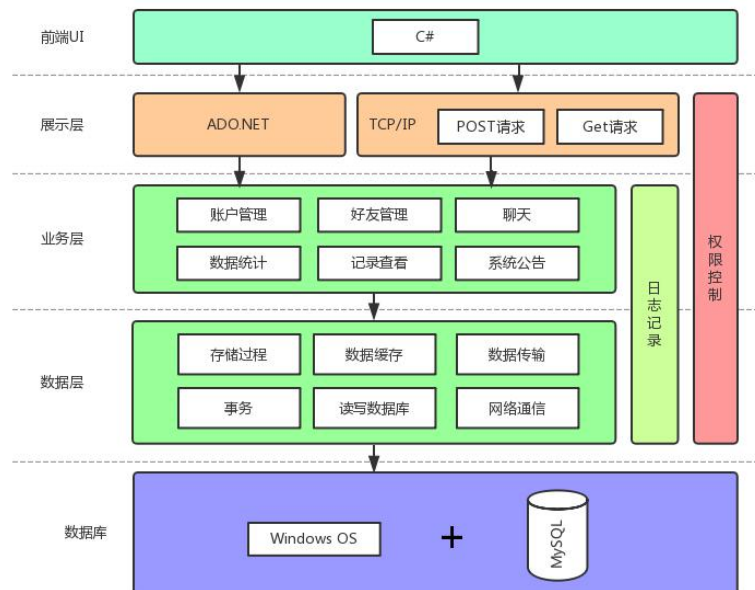 前端UI
C#
展示层
ADO.NET
TCP/IP
POST请求
Get请求
业务层
账户管理
好友管理
聊天
数据统计
记录查看
系统公告
日志记录
权限控制
数据层
存储过程
数据缓存
数据传输
事务
读写数据库
网络通信
数据库
Windows OS
+
MySQL